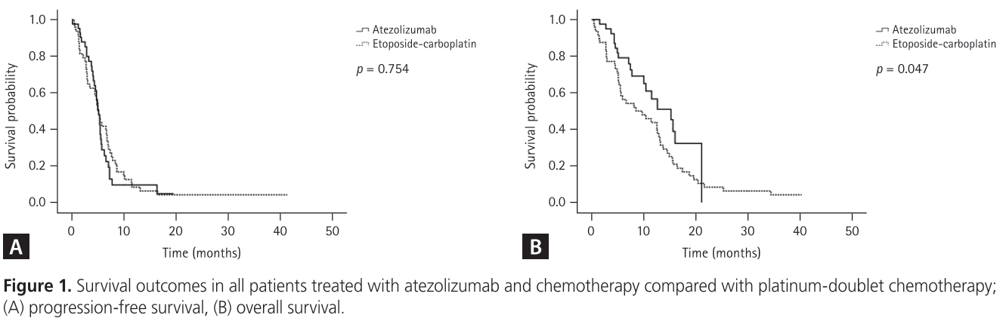 1.0
0.8
0.6
0.4
0.2
0.0
Survival probability
0 10 20 30 40 50
Time (months)
Atezolizumab
Etoposide-carboplatin
p = 0.754
A
1.0
0.8
0.6
0.4
0.2
0.0
Survival probability
0 10 20 30 40 50
Time (months)
Atezolizumab
Etoposide-carboplatin
p = 0.047
B
Figure 1. Survival outcomes in all patients treated with atezolizumab and chemotherapy compared with platinum-doublet chemotherapy;
(A) progression-free survival, (B) overall survival.